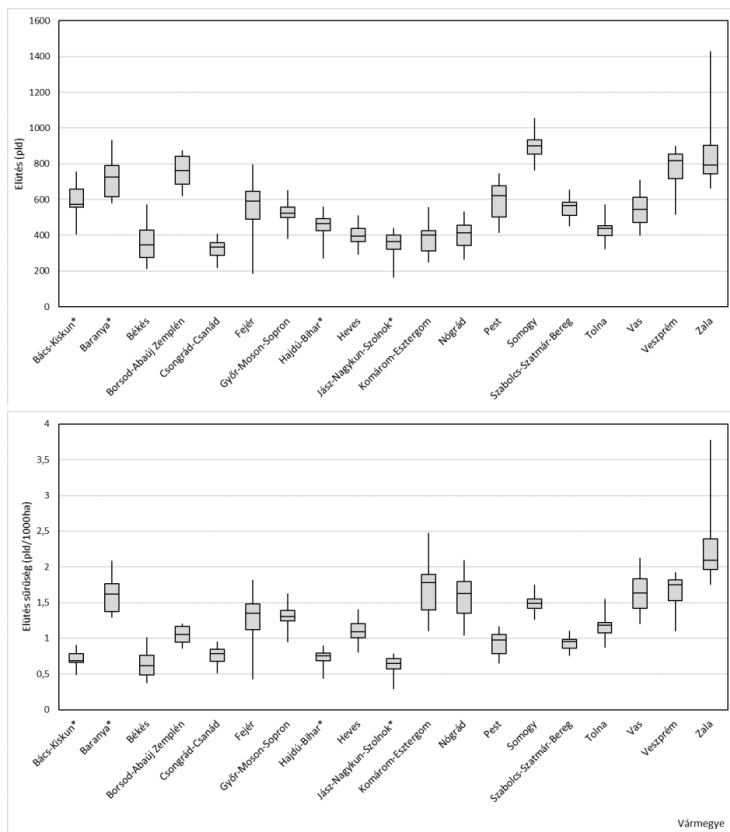 1600
1400
1200
1000
800
600
400
200
0
Elütés (pld)
Bács-Kiskun*
Baranya*
Békés
Borsod-Abaúj Zemplén
Csongrád-Csanád
Fejér
Győr-Moson-Sopron
Hajdú-Bihar*
Heves
Jász-Nagykun-Szolnok*
Komárom-Esztergom
Nógrád
Pest
Somogy
Szabolcs-Szatmár-Bereg
Tolna
Vas
Veszprém
Zala
4
3,5
3
2,5
2
1,5
1
0,5
0
Elütés sűrűség (pld/1000ha)
Bács-Kiskun*
Baranya*
Békés
Borsod-Abaúj Zemplén
Csongrád-Csanád
Fejér
Győr-Moson-Sopron
Hajdú-Bihar*
Heves
Jász-Nagykun-Szolnok*
Komárom-Esztergom
Nógrád
Pest
Somogy
Szabolcs-Szatmár-Bereg
Tolna
Vas
Veszprém
Zala
Vármegye